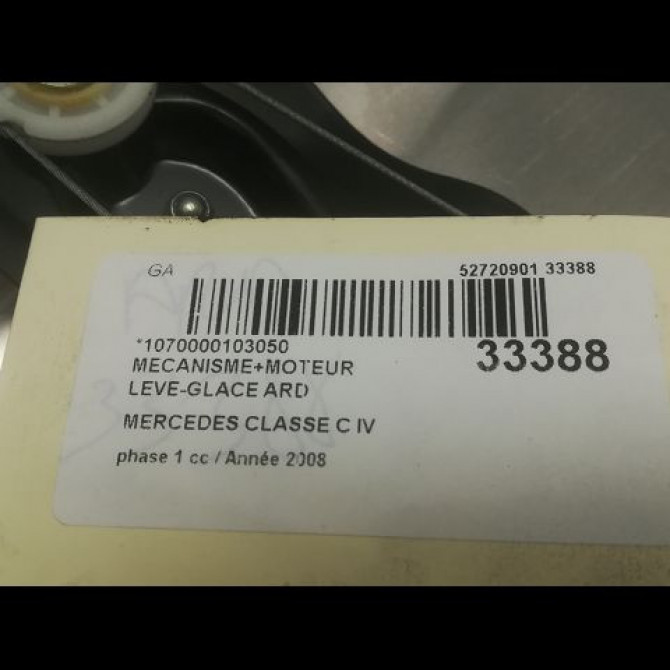 GA 52720901 33388
*1070000103050 33388
MECANISME+MOTEUR
LEVE-GLACE ARD
MERCEDES CLASSE C IV
phase 1 cc / Année 2008